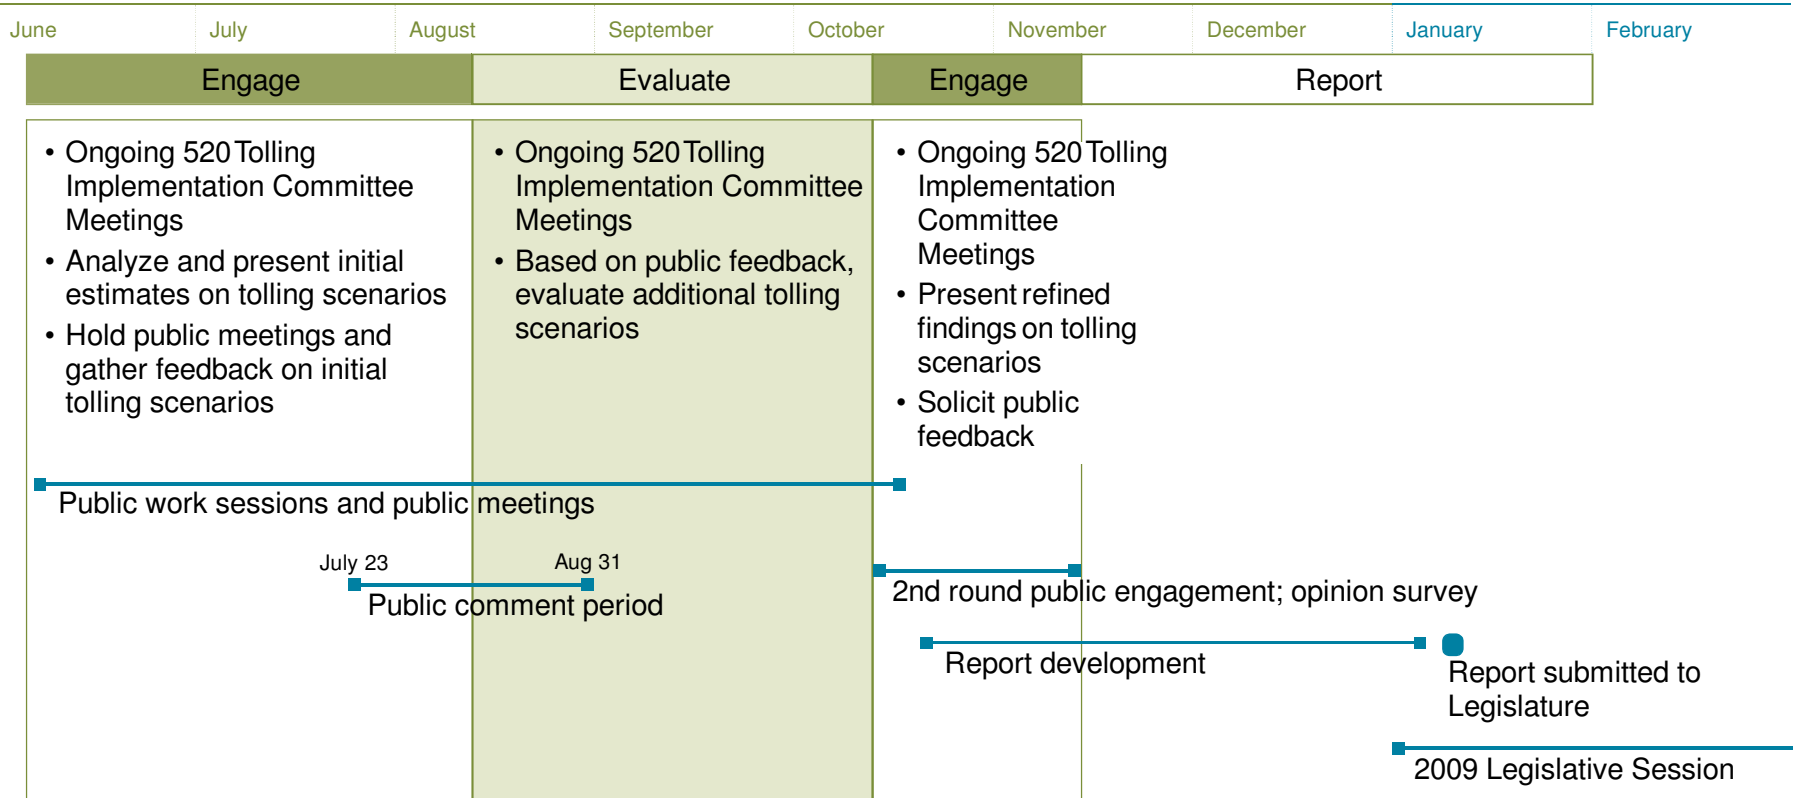 June July August September October November December January February
Engage Evaluate Engage Report
• Ongoing 520 Tolling
Implementation Committee
Meetings
• Analyze and present initial
estimates on tolling scenarios
• Hold public meetings and
gather feedback on initial
tolling scenarios
• Ongoing 520 Tolling
Implementation Committee
Meetings
• Based on public feedback,
evaluate additional tolling
scenarios
• Ongoing 520 Tolling
Implementation
Committee
Meetings
• Present refined
findings on tolling
scenarios
• Solicit public
feedback
Public work sessions and public meetings
July 23 Aug 31
Public comment period
2nd round public engagement; opinion survey
Report development
Report submitted to
Legislature
2009 Legislative Session